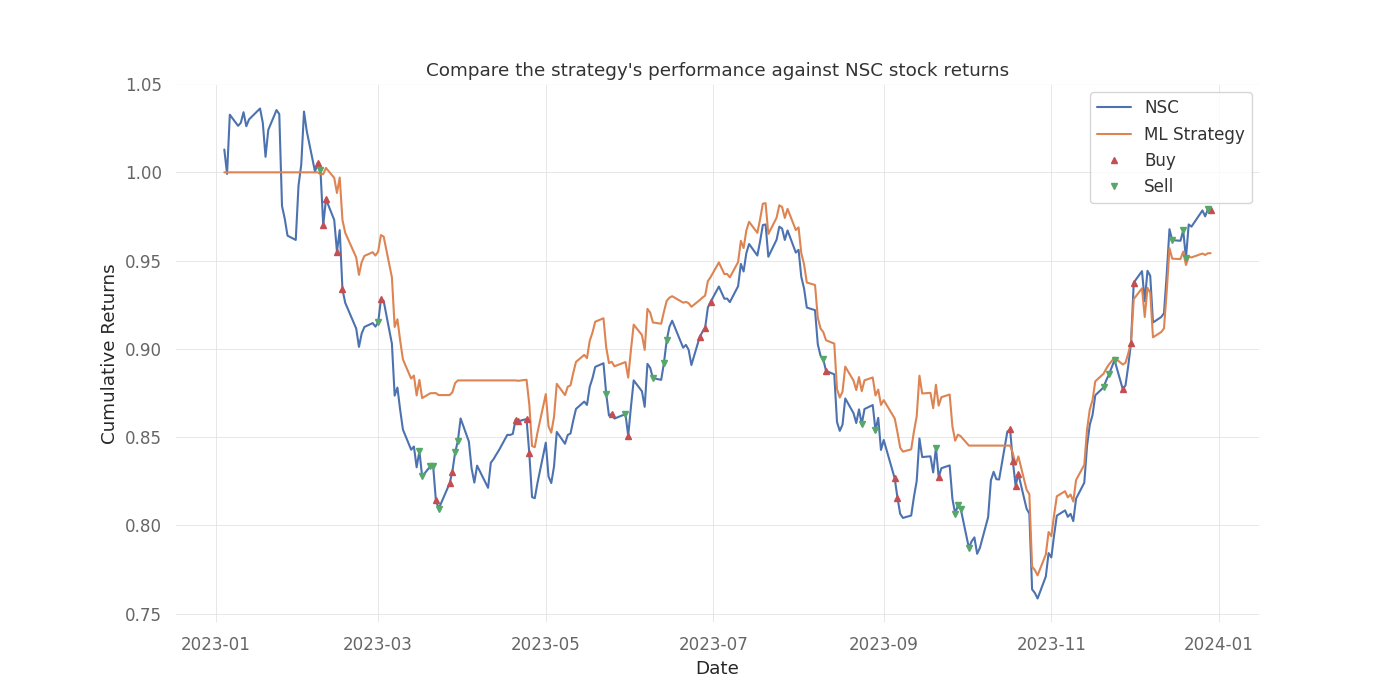 Compare the strategy's performance against NSC stock returns
1.05
1.00
0.95
0.90
0.85
0.80
0.75
Cumulative Returns
NSC
ML Strategy
Buy
Sell
2023-01
2023-03
2023-05
2023-07
2023-09
2023-11
2024-01
Date